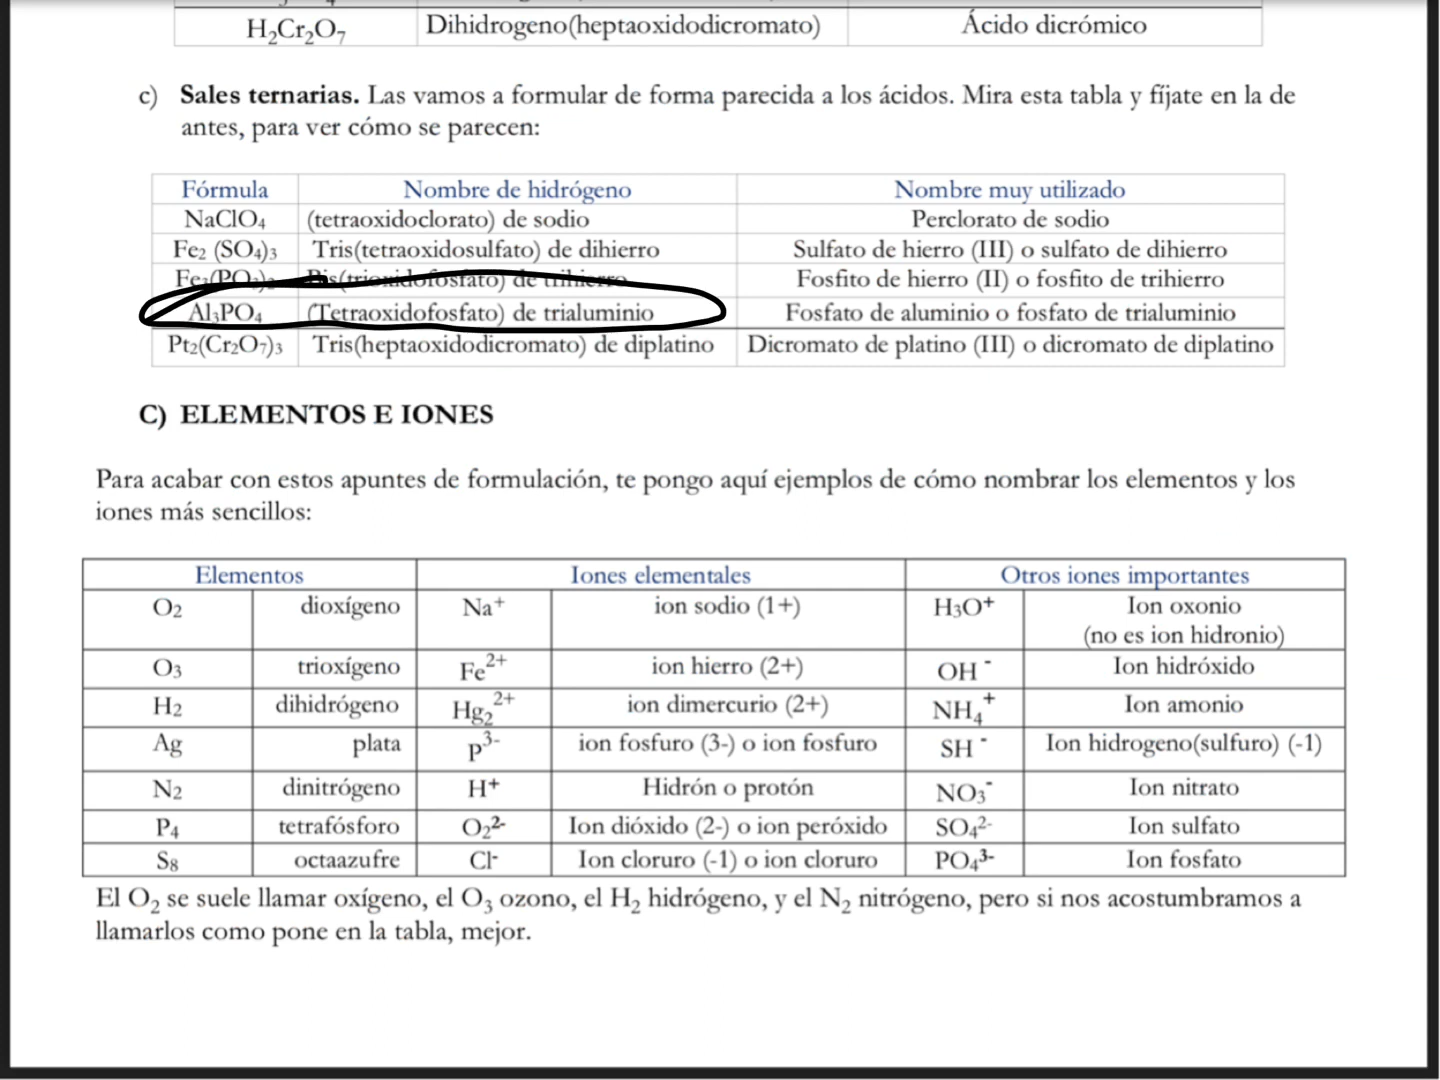 H₂Cr₂O₇ Dihidrogeno(heptaoxidodicromato) Ácido dicrómico
c) Sales ternarias. Las vamos a formular de forma parecida a los ácidos. Mira esta tabla y fíjate en la de
antes, para ver cómo se parecen:
Fórmula Nombre de hidrógeno Nombre muy utilizado
NaClO₄ (tetraoxidoclorato) de sodio Perclorato de sodio
Fe₂ (SO₄)₃ Tris(tetraoxidosulfato) de dihierro Sulfato de hierro (III) o sulfato de dihierro
Fe₃(PO₃)₂ Bis(trioxidofosfato) de trihierro Fosfito de hierro (II) o fosfito de trihierro
Al₃PO₄ (Tetraoxidofosfato) de trialuminio Fosfato de aluminio o fosfato de trialuminio
Pt₂(Cr₂O₇)₃ Tris(heptaoxidodicromato) de diplatino Dicromato de platino (III) o dicromato de diplatino
C) ELEMENTOS E IONES
Para acabar con estos apuntes de formulación, te pongo aquí ejemplos de cómo nombrar los elementos y los
iones más sencillos:
Elementos Iones elementales Otros iones importantes
O₂ dioxígeno Na⁺ ion sodio (1+) H₃O⁺ Ion oxonio
(no es ion hidronio)
O₃ trioxígeno Fe²⁺ ion hierro (2+) OH ⁻ Ion hidróxido
H₂ dihidrógeno Hg₂²⁺ ion dimercurio (2+) NH₄⁺ Ion amonio
Ag plata P³⁻ ion fosfuro (3-) o ion fosfuro SH ⁻ Ion hidrogeno(sulfuro) (-1)
N₂ dinitrógeno H⁺ Hidrón o protón NO₃⁻ Ion nitrato
P₄ tetrafósforo O₂²⁻ Ion dióxido (2-) o ion peróxido SO₄²⁻ Ion sulfato
S₈ octaazufre Cl⁻ Ion cloruro (-1) o ion cloruro PO₄³⁻ Ion fosfato
El O₂ se suele llamar oxígeno, el O₃ ozono, el H₂ hidrógeno, y el N₂ nitrógeno, pero si nos acostumbramos a
llamarlos como pone en la tabla, mejor.